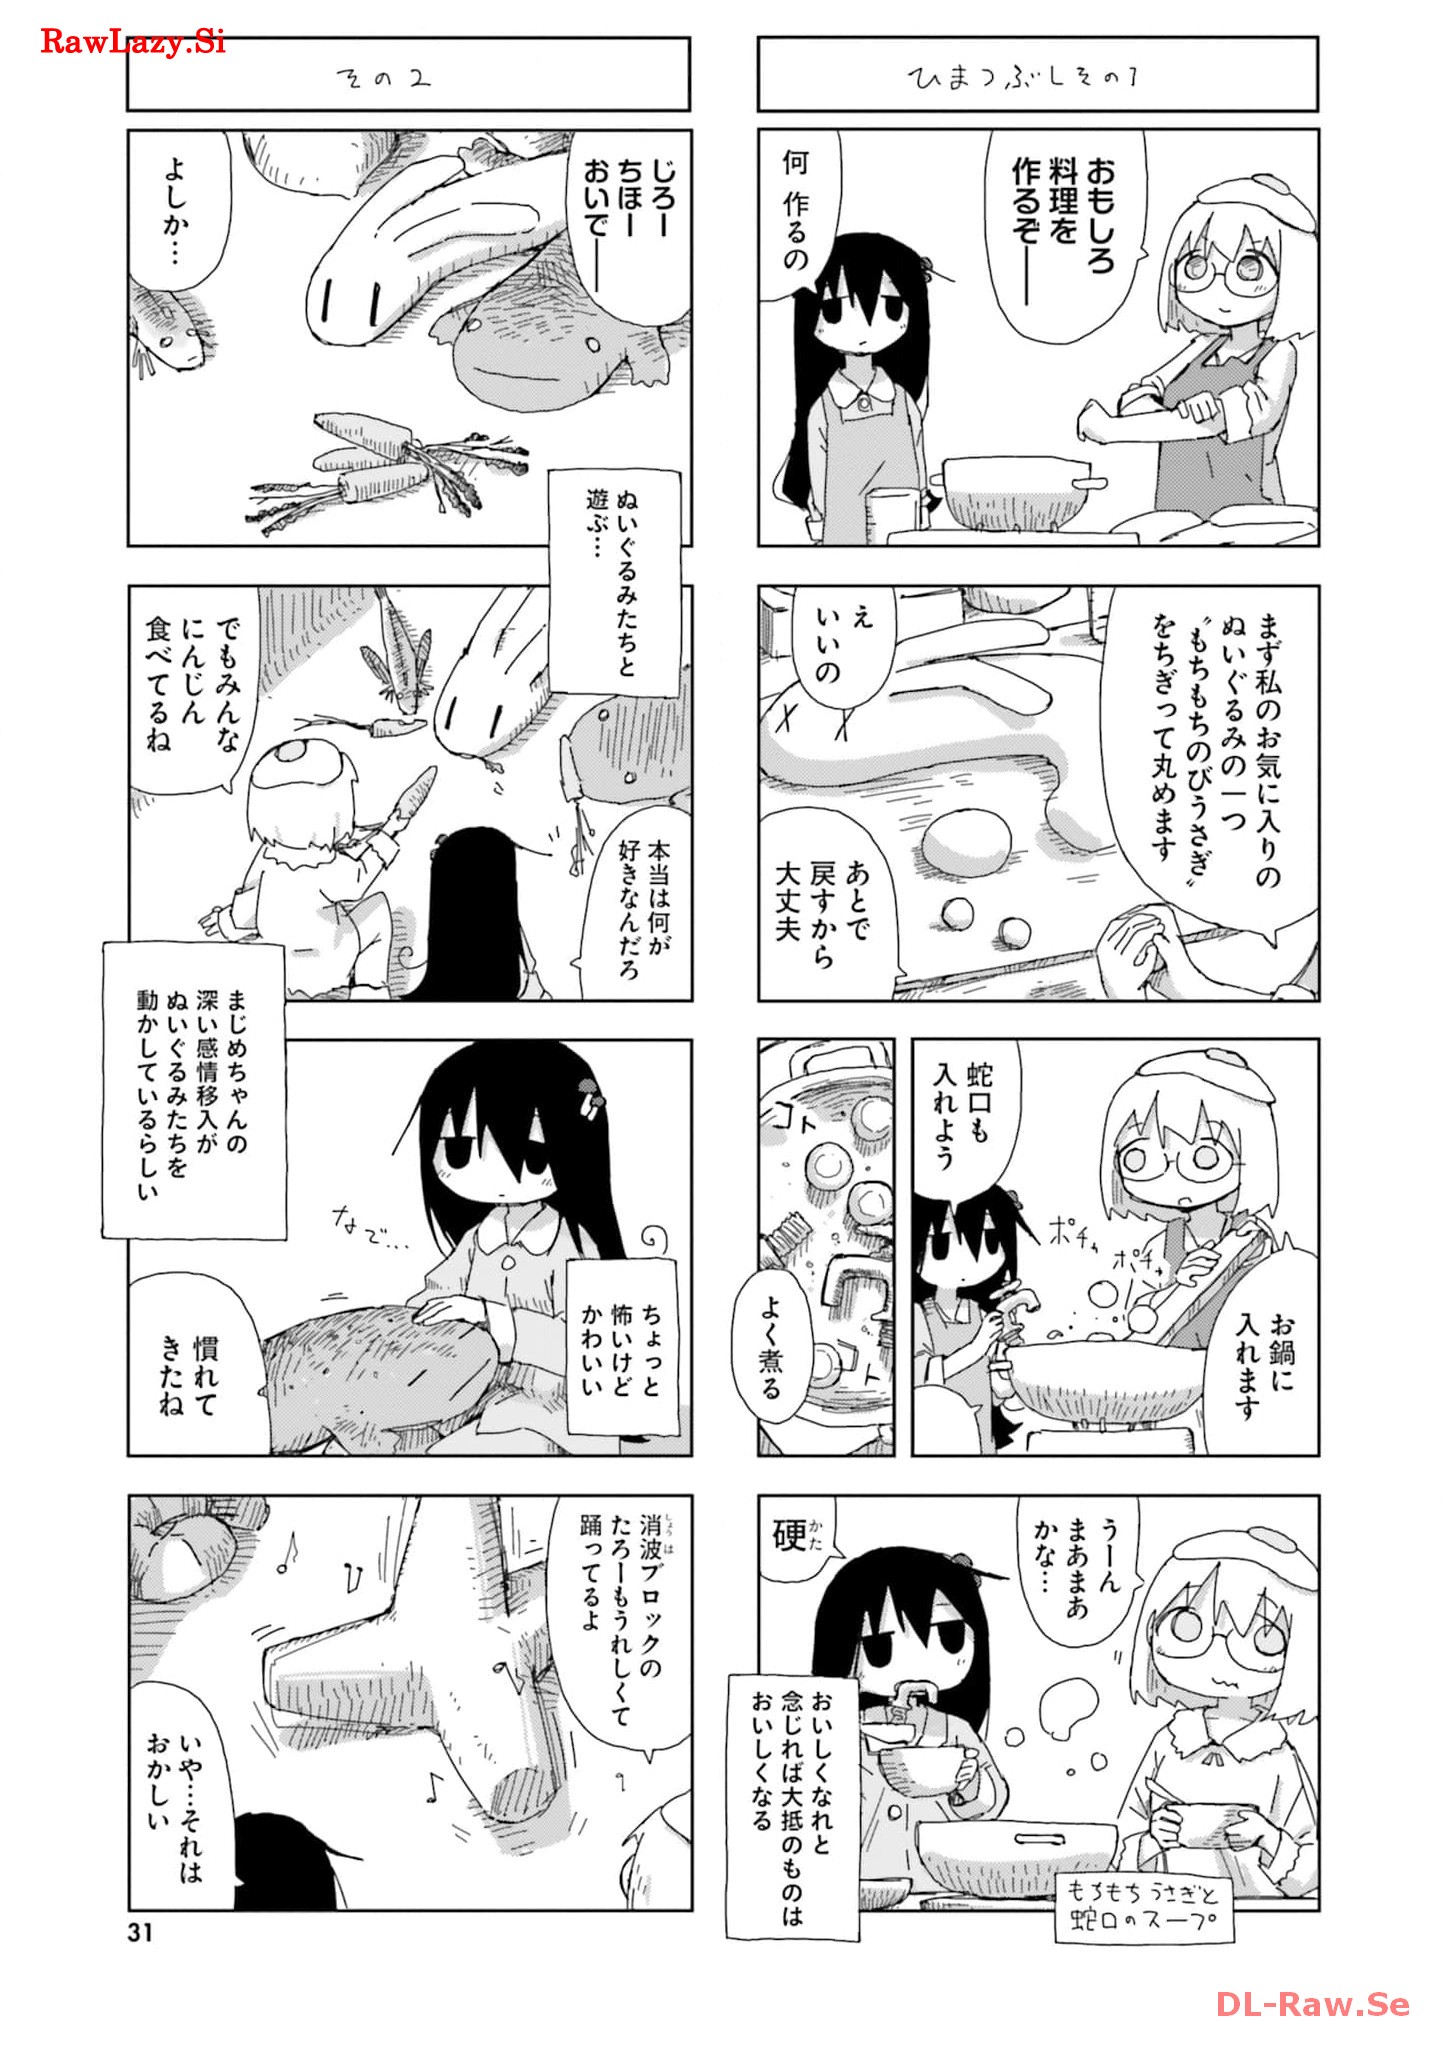 RawLazy.Si
ひまつぶしその1
おもしろ
料理を
作るぞ――
何 作るの
まず私のお気に入りの
ぬいぐるみの一つ
〝もちもちのびうさぎ〟
をちぎって丸めます
え
いいの
あとで
戻すから
大丈夫
お鍋に
入れます
ポチャ
ポチャ
蛇口も
入れよう
コト
コト
よく煮る
うーん
まあまあ
かな…
硬
かた
おいしくなれと
念じれば大抵のものは
おいしくなる
もちもちうさぎと
蛇口のスープ
その2
じろー
ちほー
おいで――
よしか…
ぬいぐるみたちと
遊ぶ…
でもみんな
にんじん
食べてるね
本当は何が
好きなんだろ
まじめちゃんの
深い感情移入が
ぬいぐるみたちを
動かしているらしい
なで…
ちょっと
怖いけど
かわいい
慣れて
きたね
消波ブロックの
しょうは
たろーもうれしくて
踊ってるよ
いや…それは
おかしい
31
DL-Raw.Se